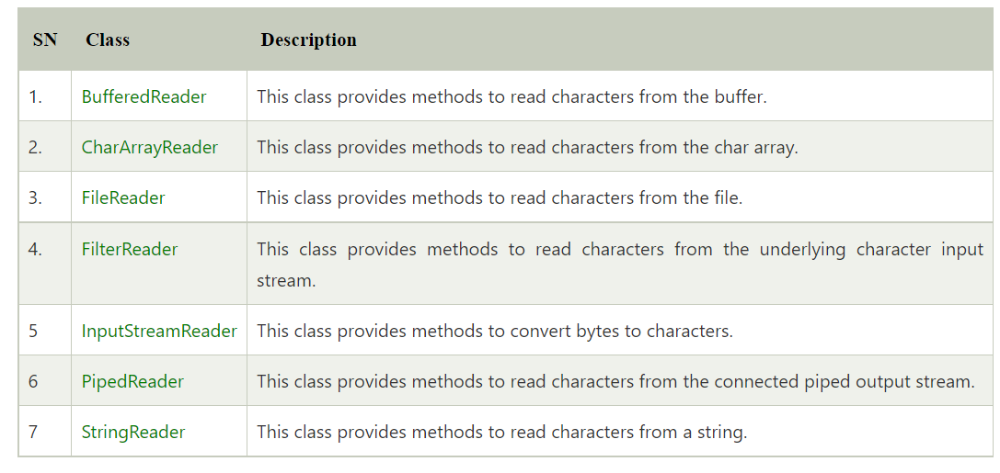 SN Class Description
1. BufferedReader This class provides methods to read characters from the buffer.
2. CharArrayReader This class provides methods to read characters from the char array.
3. FileReader This class provides methods to read characters from the file.
4. FilterReader This class provides methods to read characters from the underlying character input
stream.
5 InputStreamReader This class provides methods to convert bytes to characters.
6 PipedReader This class provides methods to read characters from the connected piped output stream.
7 StringReader This class provides methods to read characters from a string.